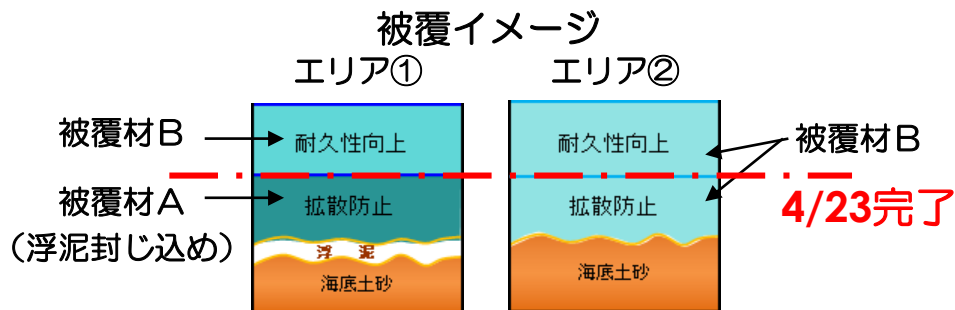 被覆イメージ
エリア①
エリア②
被覆材B
耐久性向上
耐久性向上
被覆材B
被覆材A
(浮泥封じ込め)
拡散防止
拡散防止
4/23完了
浮泥
海底土砂
海底土砂